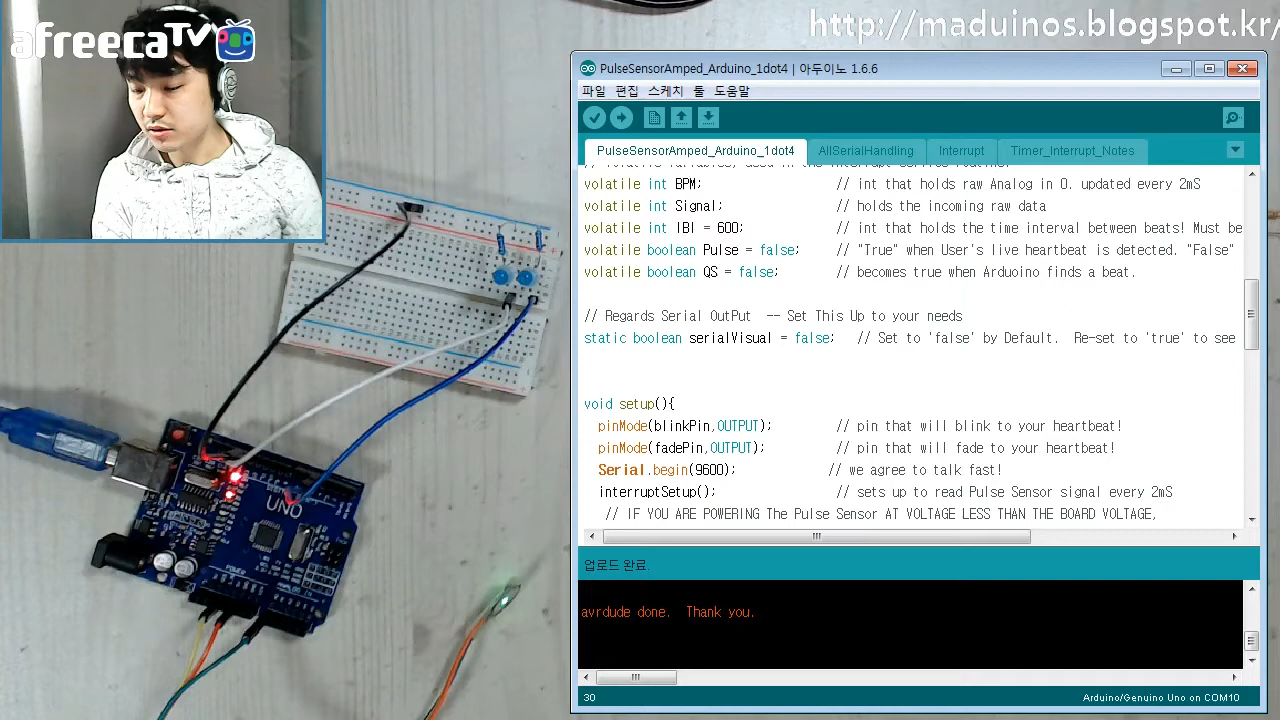 afreecaTV
http://maduinos.blogspot.kr/
PulseSensorAmped_Arduino_1dot4 | 아두이노 1.6.6
파일 편집 스케치 툴 도움말
PulseSensorAmped_Arduino_1dot4 AllSerialHandling Interrupt Timer_Interrupt_Notes
volatile int BPM; // int that holds raw Analog in 0. updated every 2mS
volatile int Signal; // holds the incoming raw data
volatile int IBI = 600; // int that holds the time interval between beats! Must be
volatile boolean Pulse = false; // "True" when User's live heartbeat is detected. "False"
volatile boolean QS = false; // becomes true when Arduoino finds a beat.
// Regards Serial OutPut -- Set This Up to your needs
static boolean serialVisual = false; // Set to 'false' by Default. Re-set to 'true' to see
void setup(){
pinMode(blinkPin,OUTPUT); // pin that will blink to your heartbeat!
pinMode(fadePin,OUTPUT); // pin that will fade to your heartbeat!
Serial.begin(9600); // we agree to talk fast!
interruptSetup(); // sets up to read Pulse Sensor signal every 2mS
// IF YOU ARE POWERING The Pulse Sensor AT VOLTAGE LESS THAN THE BOARD VOLTAGE,
업로드 완료.
avrdude done. Thank you.
30 Arduino/Genuino Uno on COM10
UNO